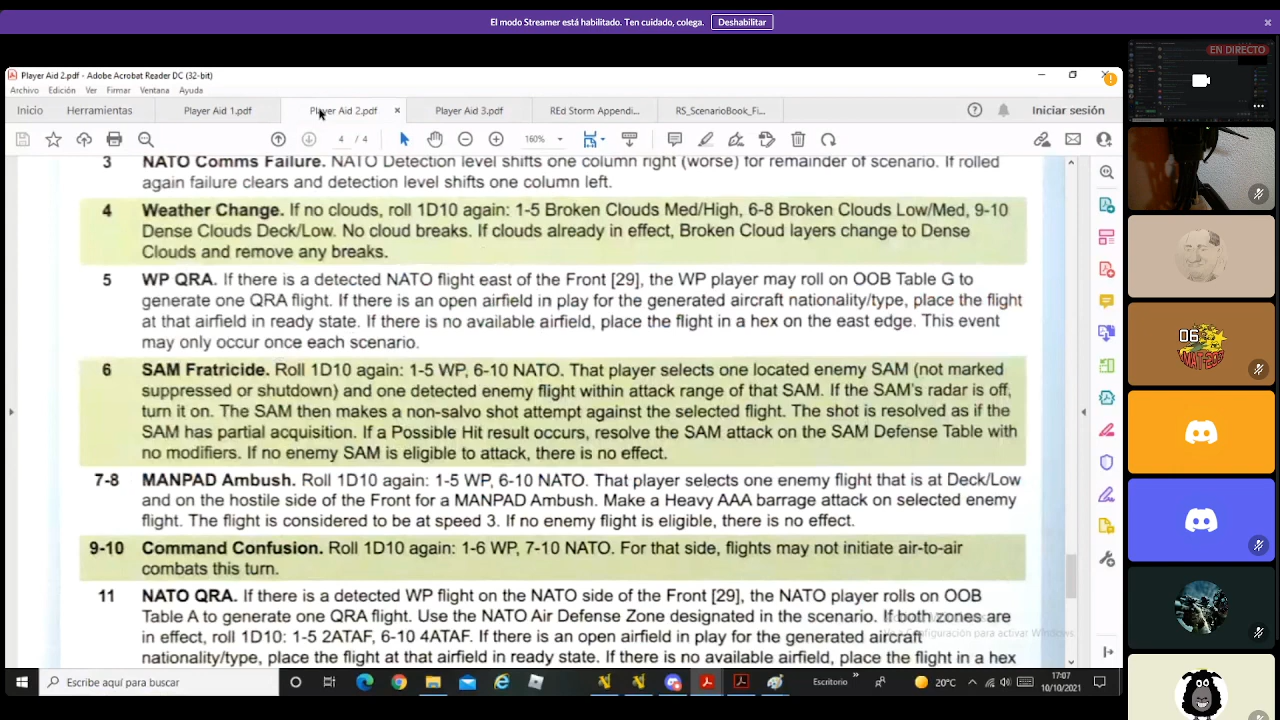 El modo Streamer está habilitado. Ten cuidado, colega. Deshabilitar
EN DIRECTO
Player Aid 2.pdf - Adobe Acrobat Reader DC (32-bit)
Archivo Edición Ver Firmar Ventana Ayuda
Inicio Herramientas Player Aid 1.pdf Player Aid 2.pdf Player Aid 3.pdf REd Storm Appendi... RS_ScenarioBook_Fi... Iniciar sesión
4 / 4 160%
3 NATO Comms Failure. NATO Detection level shifts one column right (worse) for remainder of scenario. If rolled
again failure clears and detection level shifts one column left.
4 Weather Change. If no clouds, roll 1D10 again: 1-5 Broken Clouds Med/High, 6-8 Broken Clouds Low/Med, 9-10
Dense Clouds Deck/Low. No cloud breaks. If clouds already in effect, Broken Cloud layers change to Dense
Clouds and remove any breaks.
5 WP QRA. If there is a detected NATO flight east of the Front [29], the WP player may roll on OOB Table G to
generate one QRA flight. If there is an open airfield in play for the generated aircraft nationality/type, place the flight
at that airfield in ready state. If there is no available airfield, place the flight in a hex on the east edge. This event
may only occur once each scenario.
6 SAM Fratricide. Roll 1D10 again: 1-5 WP, 6-10 NATO. That player selects one located enemy SAM (not marked
suppressed or shutdown) and one detected enemy flight within attack range of that SAM. If the SAM's radar is off,
turn it on. The SAM then makes a non-salvo shot attempt against the selected flight. The shot is resolved as if the
SAM has partial acquisition. If a Possible Hit result occurs, resolve the SAM attack on the SAM Defense Table with
no modifiers. If no enemy SAM is eligible to attack, there is no effect.
7-8 MANPAD Ambush. Roll 1D10 again: 1-5 WP, 6-10 NATO. That player selects one enemy flight that is at Deck/Low
and on the hostile side of the Front for a MANPAD Ambush. Make a Heavy AAA barrage attack on selected enemy
flight. The flight is considered to be at speed 3. If no enemy flight is eligible, there is no effect.
9-10 Command Confusion. Roll 1D10 again: 1-6 WP, 7-10 NATO. For that side, flights may not initiate air-to-air
combats this turn.
11 NATO QRA. If there is a detected WP flight on the NATO side of the Front [29], the NATO player rolls on OOB
Table A to generate one QRA flight. Use the NATO Air Defense Zone designated in the scenario. If both zones are
in effect, roll 1D10: 1-5 2ATAF, 6-10 4ATAF. If there is an open airfield in play for the generated aircraft
nationality/type, place the flight at that airfield in ready state. If there is no available airfield, place the flight in a hex
Configuración para activar Windows
06
Escribe aquí para buscar
Escritorio
20°C
17:07
10/10/2021